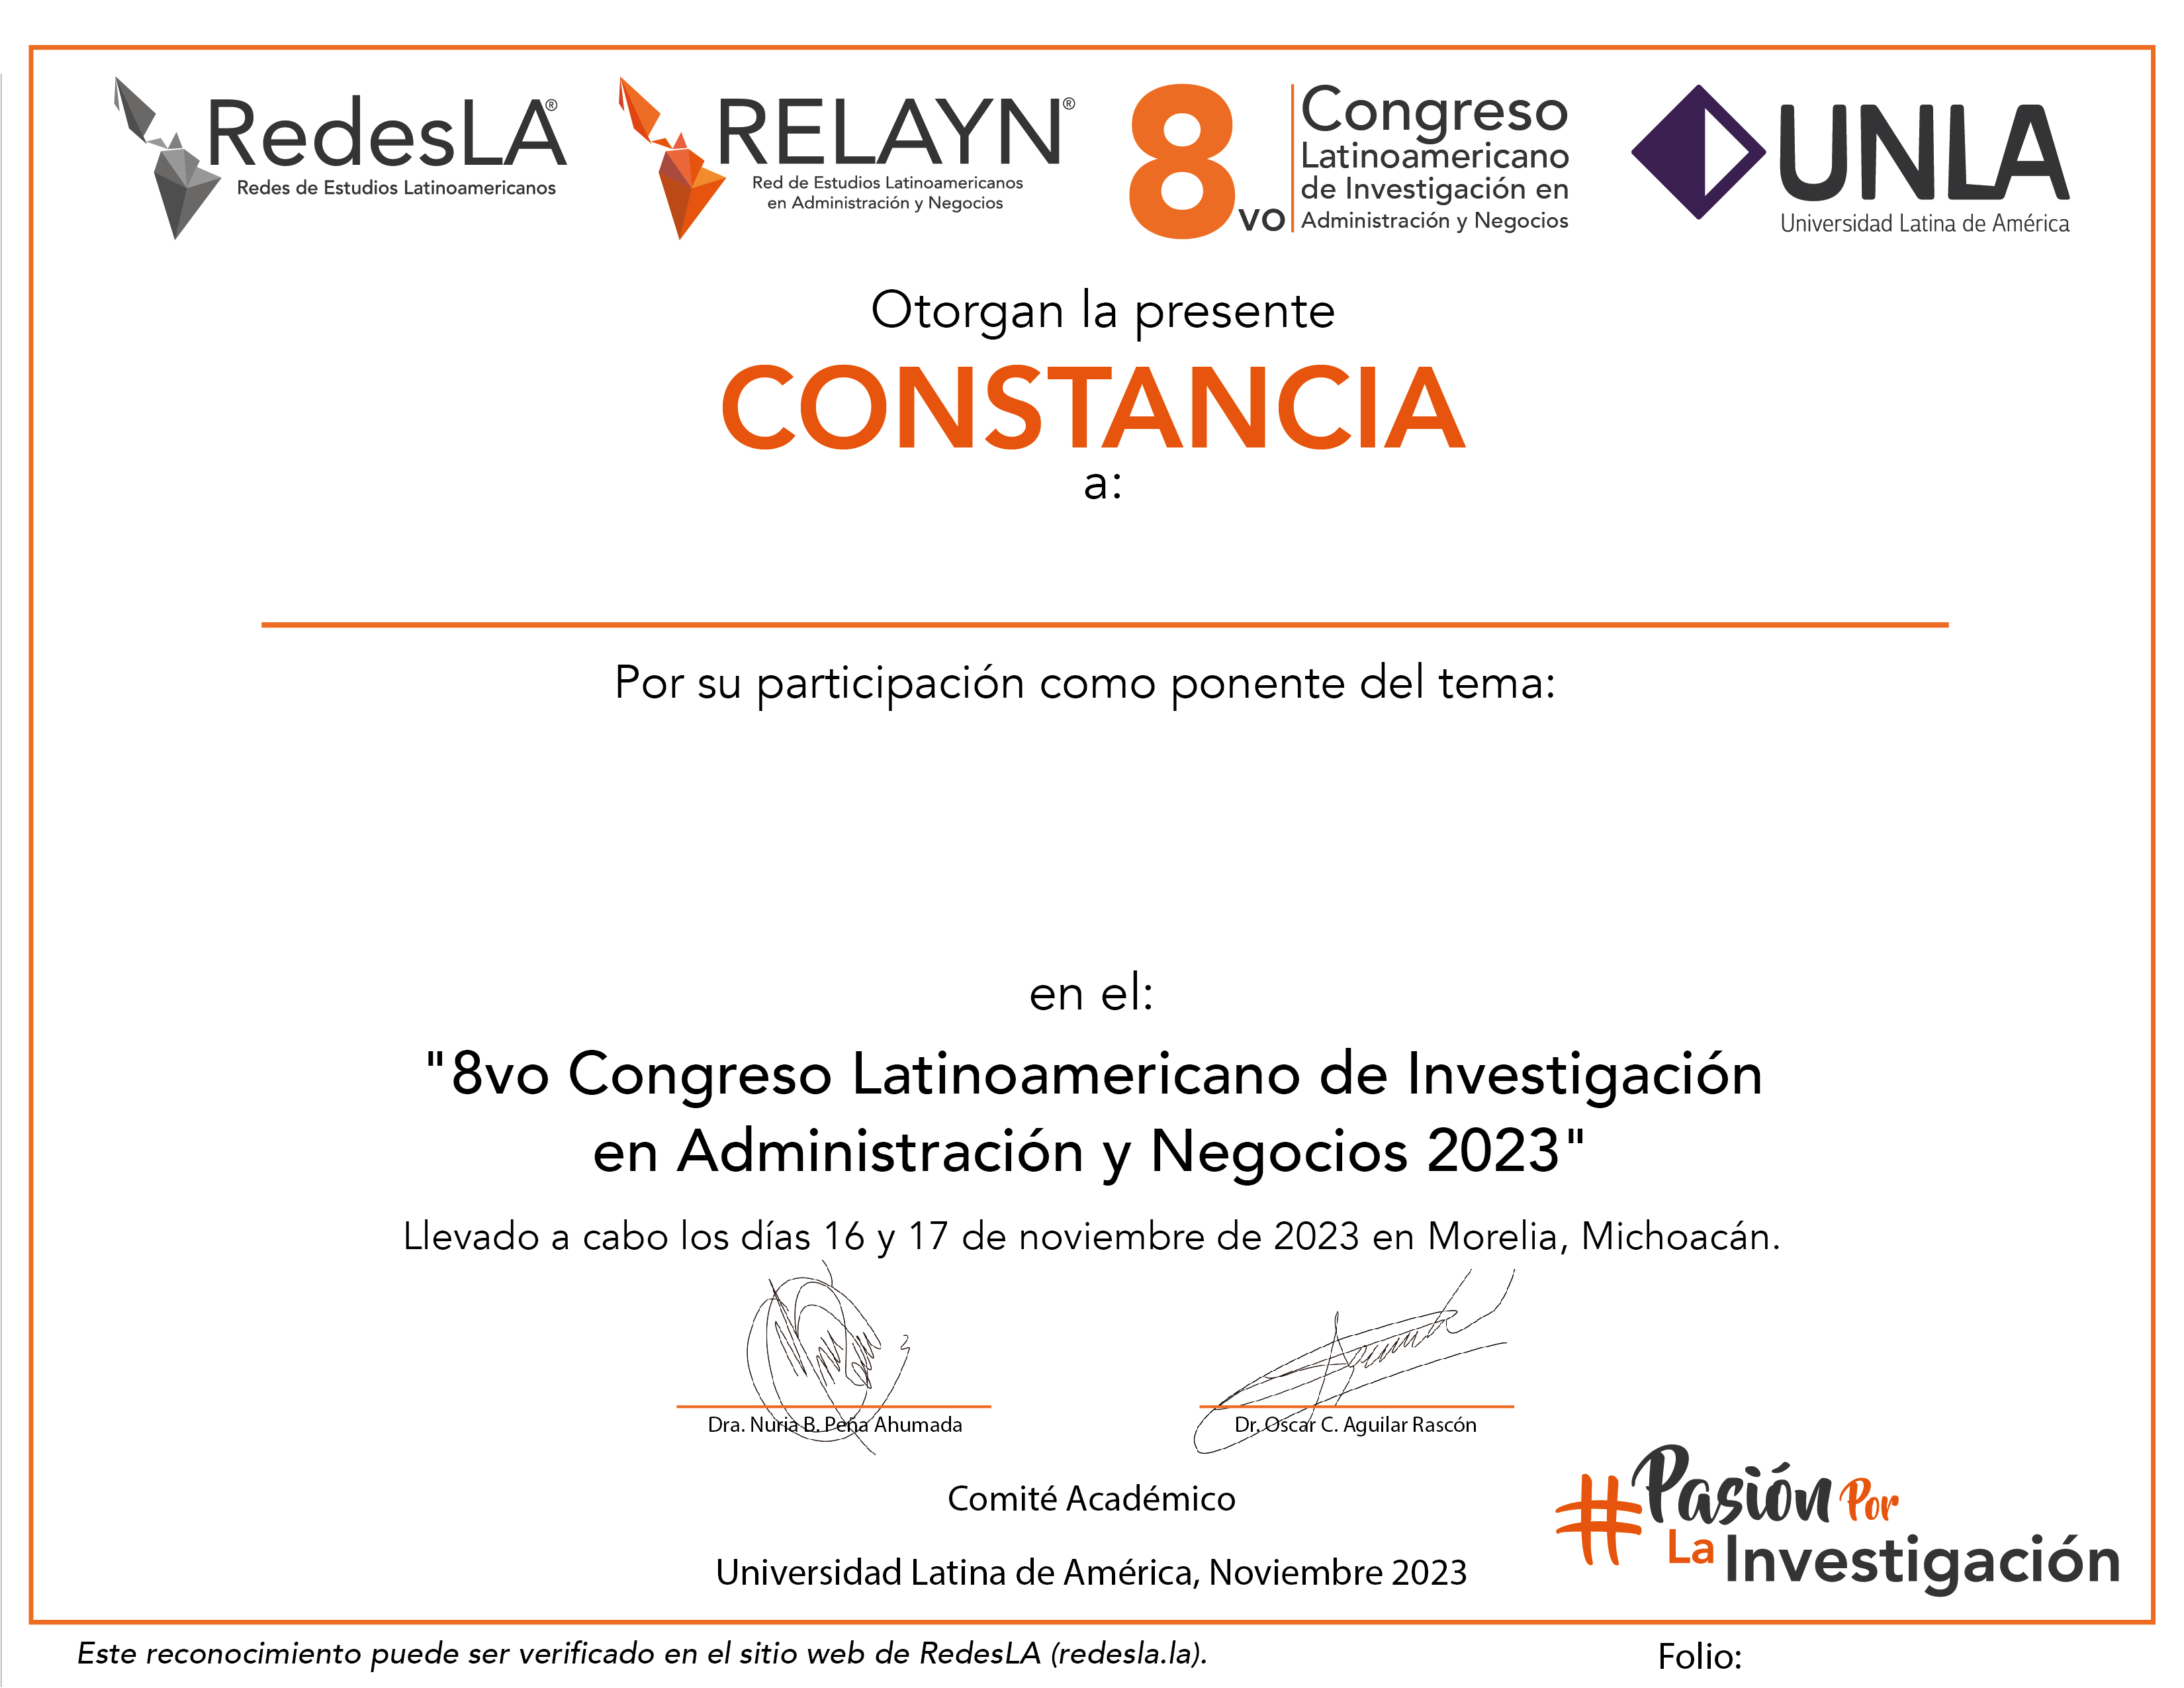 RedesLA®
Redes de Estudios Latinoamericanos
RELAYN®
Red de Estudios Latinoamericanos
en Administración y Negocios
8vo
Congreso
Latinoamericano
de Investigación en
Administración y Negocios
UNLA
Universidad Latina de América
Otorgan la presente
CONSTANCIA
a:
Por su participación como ponente del tema:
en el:
"8vo Congreso Latinoamericano de Investigación
en Administración y Negocios 2023"
Llevado a cabo los días 16 y 17 de noviembre de 2023 en Morelia, Michoacán.
Dra. Nuria B. Peña Ahumada
Dr. Oscar C. Aguilar Rascón
Comité Académico
Universidad Latina de América, Noviembre 2023
#Pasión Por
La Investigación
Este reconocimiento puede ser verificado en el sitio web de RedesLA (redesla.la).
Folio: